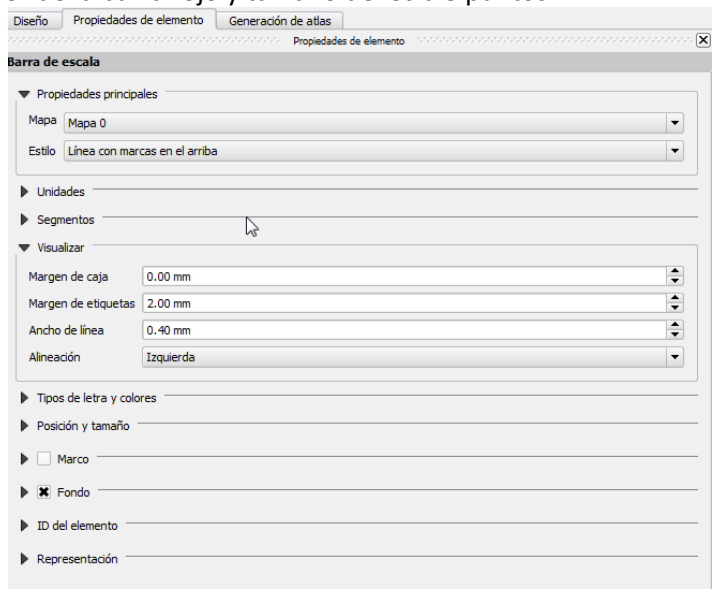 Diseño Propiedades de elemento Generación de atlas
Propiedades de elemento
Barra de escala
Propiedades principales
Mapa Mapa 0
Estilo Línea con marcas en el arriba
Unidades
Segmentos
Visualizar
Margen de caja 0.00 mm
Margen de etiquetas 2.00 mm
Ancho de línea 0.40 mm
Alineación Izquierda
Tipos de letra y colores
Posición y tamaño
Marco
Fondo
ID del elemento
Representación